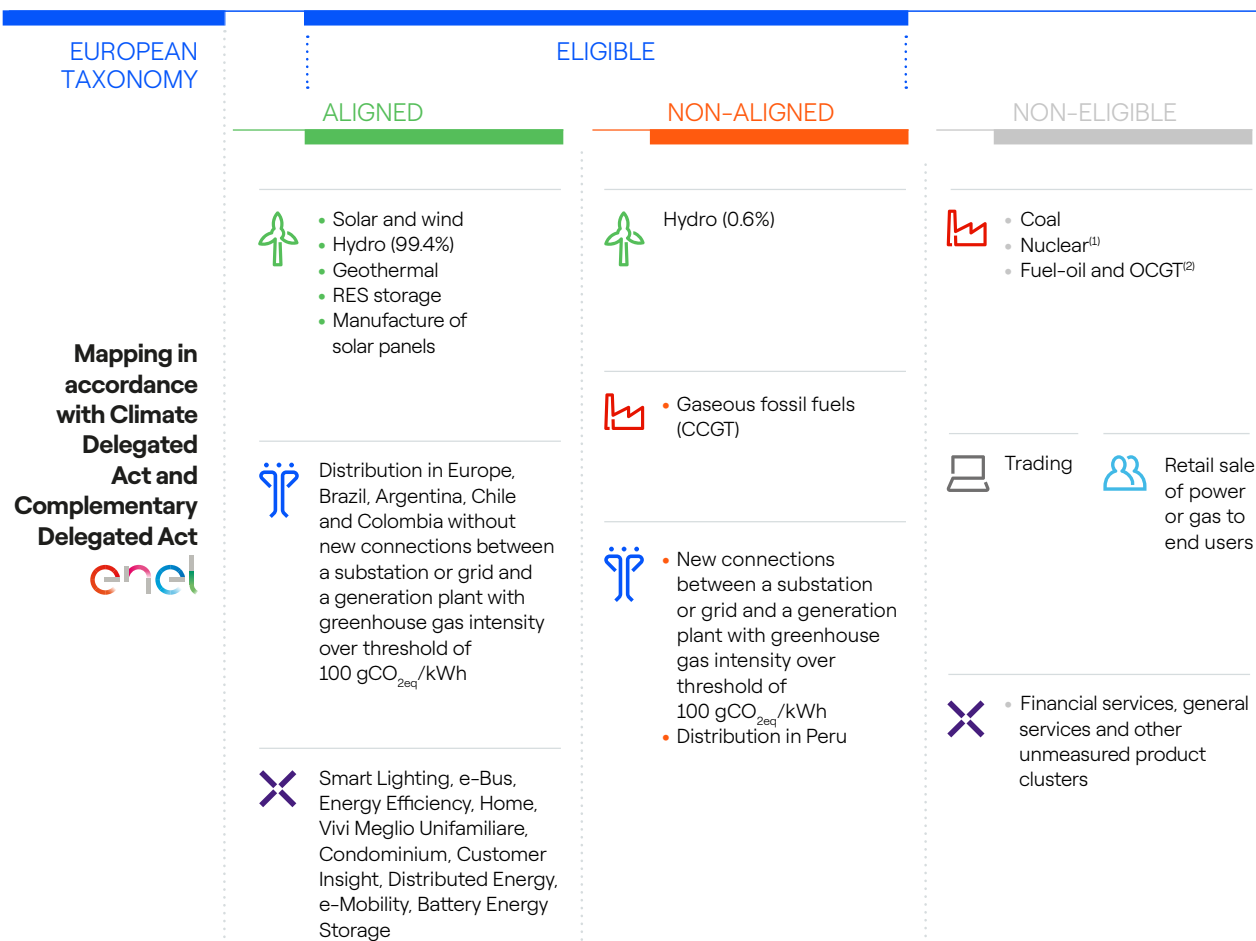 EUROPEAN
TAXONOMY
ELIGIBLE
ALIGNED
NON-ALIGNED
NON-ELIGIBLE
Mapping in
accordance
with Climate
Delegated
Act and
Complementary
Delegated Act
enel
• Solar and wind
• Hydro (99.4%)
• Geothermal
• RES storage
• Manufacture of
solar panels
Distribution in Europe,
Brazil, Argentina, Chile
and Colombia without
new connections between
a substation or grid and
a generation plant with
greenhouse gas intensity
over threshold of
100 gCO2eq/kWh
Smart Lighting, e-Bus,
Energy Efficiency, Home,
Vivi Meglio Unifamiliare,
Condominium, Customer
Insight, Distributed Energy,
e-Mobility, Battery Energy
Storage
Hydro (0.6%)
• Gaseous fossil fuels
(CCGT)
• New connections
between a substation
or grid and a generation
plant with greenhouse
gas intensity over
threshold of
100 gCO2eq/kWh
• Distribution in Peru
• Coal
• Nuclear(1)
• Fuel-oil and OCGT(2)
Trading
Retail sale
of power
or gas to
end users
• Financial services, general
services and other
unmeasured product
clusters